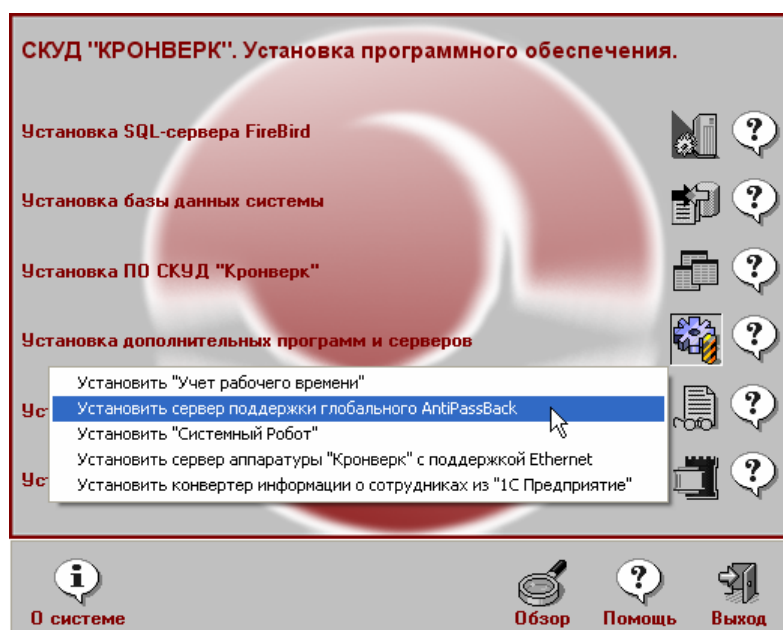 СКУД "КРОНВЕРК". Установка программного обеспечения.
Установка SQL-сервера FireBird
Установка базы данных системы
Установка ПО СКУД "Кронверк"
Установка дополнительных программ и серверов
Установить "Учет рабочего времени"
Установить сервер поддержки глобального AntiPassBack
Установить "Системный Робот"
Установить сервер аппаратуры "Кронверк" с поддержкой Ethernet
Установить конвертер информации о сотрудниках из "1С Предприятие"
О системе
Обзор
Помощь
Выход